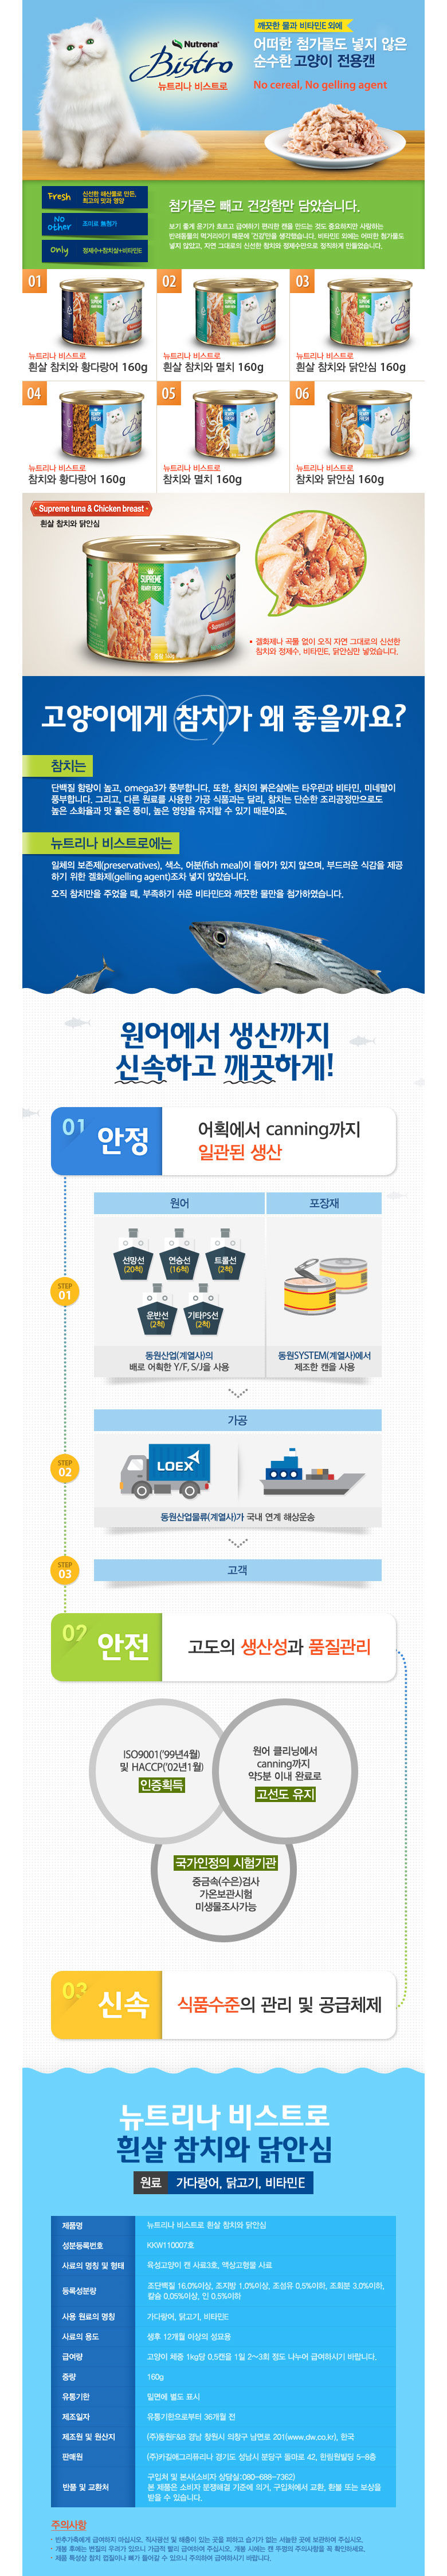 깨끗한 물과 비타민E 외에
어떠한 첨가물도 넣지 않은
순수한 고양이 전용캔
No cereal, No gelling agent
Nutrena
Bistro
뉴트리나 비스트로
Fresh
신선한 해산물로 만든,
최고의 맛과 영양
No other
조미료 無첨가
Only
정제수+참치살+비타민E
첨가물은 빼고 건강함만 담았습니다.
보기 좋게 윤기가 흐르고 급여하기 편리한 캔을 만드는 것도 중요하지만 사랑하는
반려동물의 먹거리이기 때문에 '건강'만을 생각했습니다. 비타민E 외에는 어떠한 첨가물도
넣지 않았고, 자연 그대로의 신선한 참치와 정제수만으로 정직하게 만들었습니다.
01
뉴트리나 비스트로
흰살 참치와 황다랑어 160g
02
뉴트리나 비스트로
흰살 참치와 멸치 160g
03
뉴트리나 비스트로
흰살 참치와 닭안심 160g
04
뉴트리나 비스트로
참치와 황다랑어 160g
05
뉴트리나 비스트로
참치와 멸치 160g
06
뉴트리나 비스트로
참치와 닭안심 160g
Supreme tuna & Chicken breast
흰살 참치와 닭안심
SUPREME
Nutrena
Bistro
• 겔화제나 곡물 없이 오직 자연 그대로의 신선한
참치와 정제수, 비타민E, 닭안심만 넣었습니다.
고양이에게 참치가 왜 좋을까요?
참치는
단백질 함량이 높고, omega3가 풍부합니다. 또한, 참치의 붉은살에는 타우린과 비타민, 미네랄이
풍부합니다. 그리고, 다른 원료를 사용한 가공 식품과는 달리, 참치는 단순한 조리공정만으로도
높은 소화율과 맛 좋은 풍미, 높은 영양을 유지할 수 있기 때문이죠.
뉴트리나 비스트로에는
일체의 보존제(preservatives), 색소, 어분(fish meal)이 들어가 있지 않으며, 부드러운 식감을 제공
하기 위한 겔화제(gelling agent)조차 넣지 않았습니다.
오직 참치만을 주었을 때, 부족하기 쉬운 비타민E와 깨끗한 물만을 첨가하였습니다.
원어에서 생산까지
신속하고 깨끗하게!
01 안정
어획에서 canning까지
일관된 생산
STEP 01
원어
포장재
선망선
(20척)
연승선
(16척)
트롤선
(2척)
운반선
(2척)
기타PS선
(2척)
동원산업(계열사)의
배로 어획한 Y/F, S/J을 사용
동원SYSTEM(계열사)에서
제조한 캔을 사용
STEP 02
가공
LOEX
동원산업물류(계열사)가 국내 연계 해상운송
STEP 03
고객
02 안전
고도의 생산성과 품질관리
ISO9001('99년4월)
및 HACCP('02년1월)
인증획득
원어 클리닝에서
canning까지
약5분 이내 완료로
고선도 유지
국가인정의 시험기관
중금속(수은)검사
가온보관시험
미생물조사가능
03 신속
식품수준의 관리 및 공급체제
뉴트리나 비스트로
흰살 참치와 닭안심
원료 가다랑어, 닭고기, 비타민E
제품명 뉴트리나 비스트로 흰살 참치와 닭안심
성분등록번호 KKW110007호
사료의 명칭 및 형태 육성고양이 캔 사료3호, 액상고형물 사료
등록성분량 조단백질 16.0%이상, 조지방 1.0%이상, 조섬유 0.5%이하, 조회분 3.0%이하,
칼슘 0.05%이상, 인 0.5%이하
사용 원료의 명칭 가다랑어, 닭고기, 비타민E
사료의 용도 생후 12개월 이상의 성묘용
급여량 고양이 체중 1kg당 0.5캔을 1일 2~3회 정도 나누어 급여하시기 바랍니다.
중량 160g
유통기한 밑면에 별도 표시
제조일자 유통기한으로부터 36개월 전
제조원 및 원산지 (주)동원F&B 경남 창원시 의창구 남면로 201(www.dw.co.kr), 한국
판매원 (주)카길애그리퓨리나 경기도 성남시 분당구 돌마로 42, 한림원빌딩 5~8층
반품 및 교환처 구입처 및 본사(소비자 상담실:080-688-7362)
본 제품은 소비자 분쟁해결 기준에 의거, 구입처에서 교환, 환불 또는 보상을
받을 수 있습니다.
주의사항
· 반추가축에게 급여하지 마십시오. 직사광선 및 해충이 있는 곳을 피하고 습기가 없는 서늘한 곳에 보관하여 주십시오.
· 개봉 후에는 변질의 우려가 있으니 가급적 빨리 급여하여 주십시오. 개봉 시에는 캔 뚜껑의 주의사항을 꼭 확인하세요.
· 제품 특성상 참치 껍질이나 뼈가 들어갈 수 있으니 주의하여 급여하시기 바랍니다.